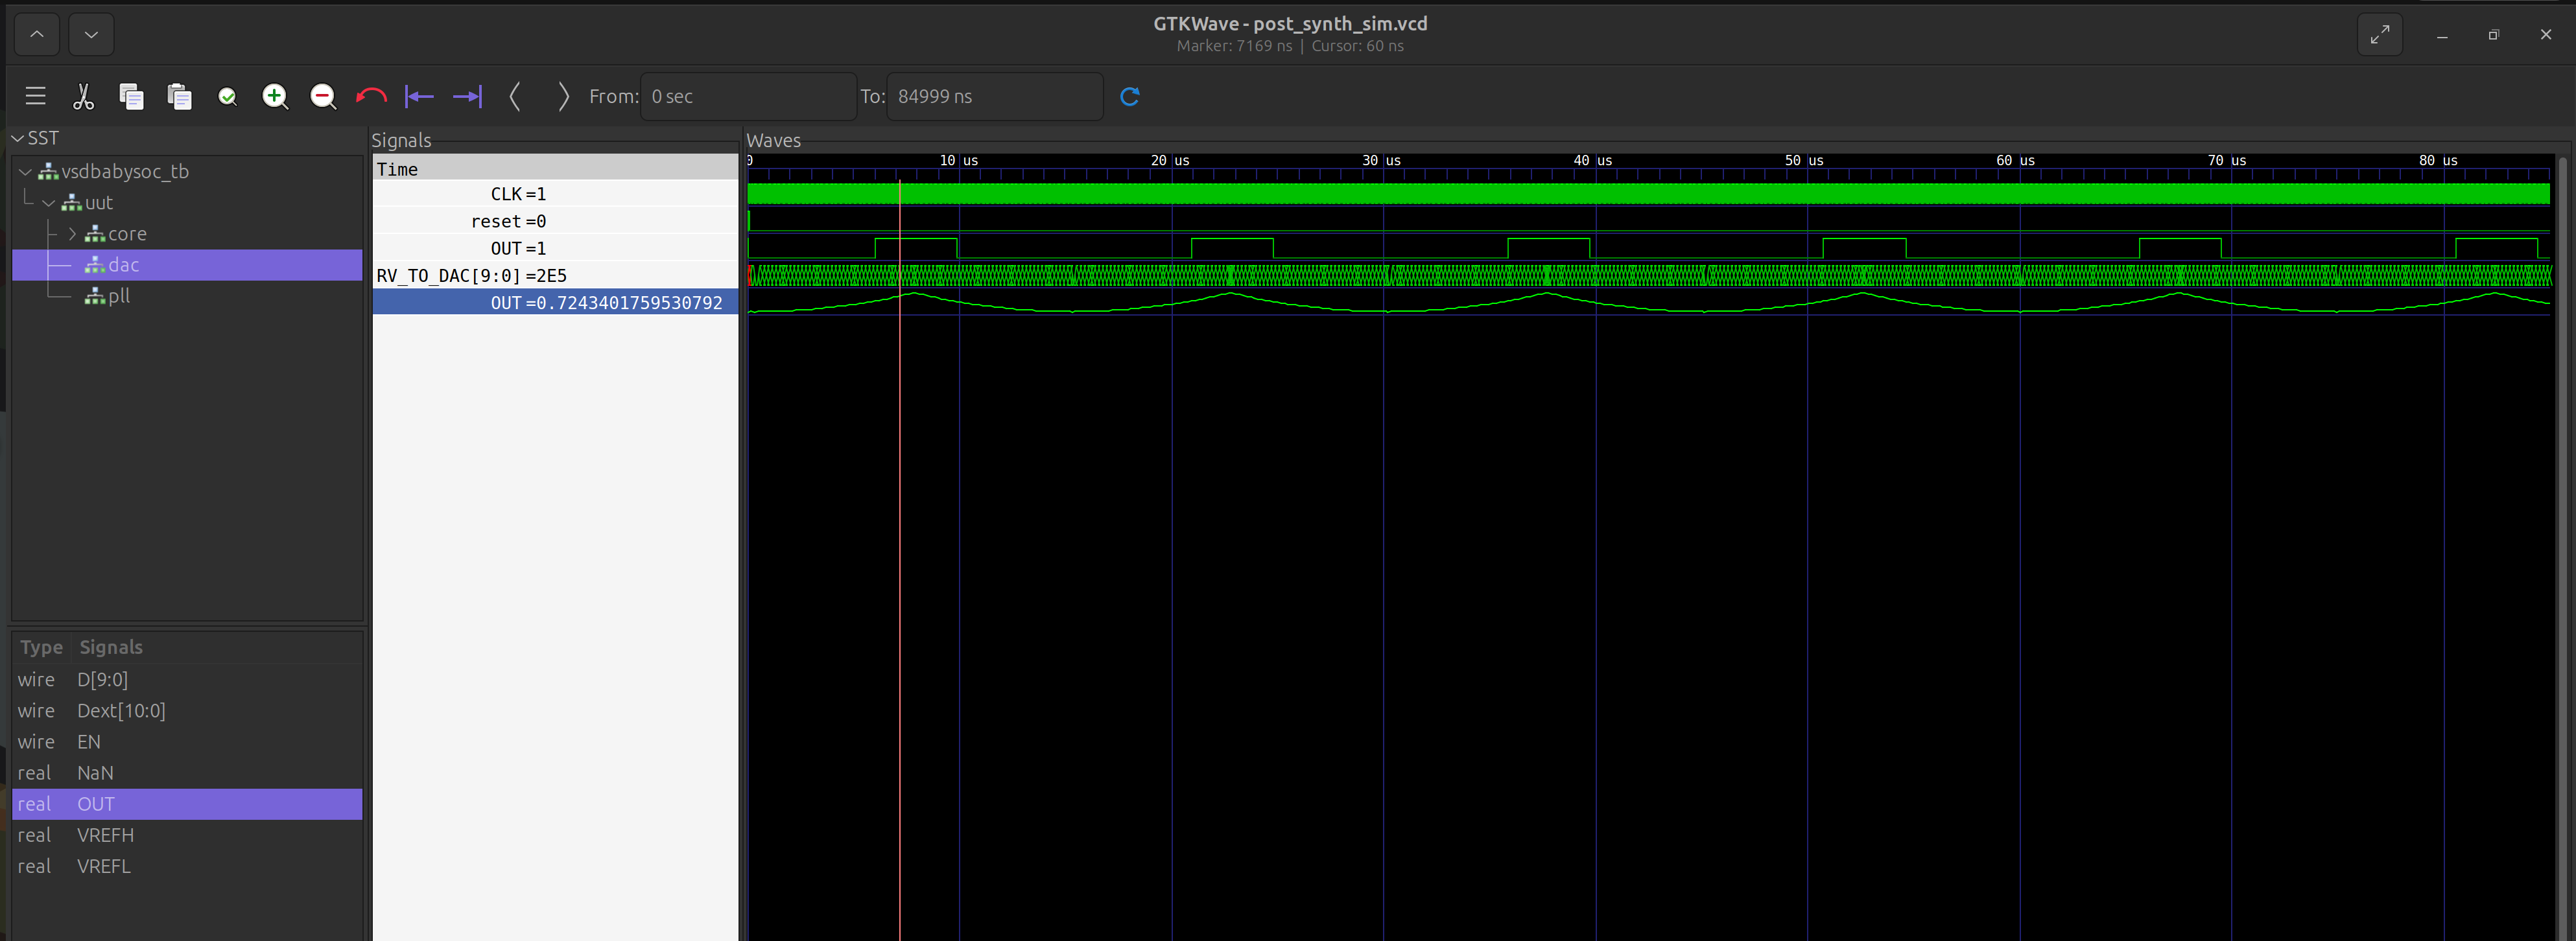 GTKWave - post_synth_sim.vcd
Marker: 7169 ns | Cursor: 60 ns
From: 0 sec To: 84999 ns
SST
vsdbabysoc_tb
uut
core
dac
pll
Type Signals
wire D[9:0]
wire Dext[10:0]
wire EN
real NaN
real OUT
real VREFH
real VREFL
Signals
Time
CLK =1
reset =0
OUT =1
RV_TO_DAC[9:0] =2E5
OUT =0.7243401759530792
Waves
0 10 us 20 us 30 us 40 us 50 us 60 us 70 us 80 us